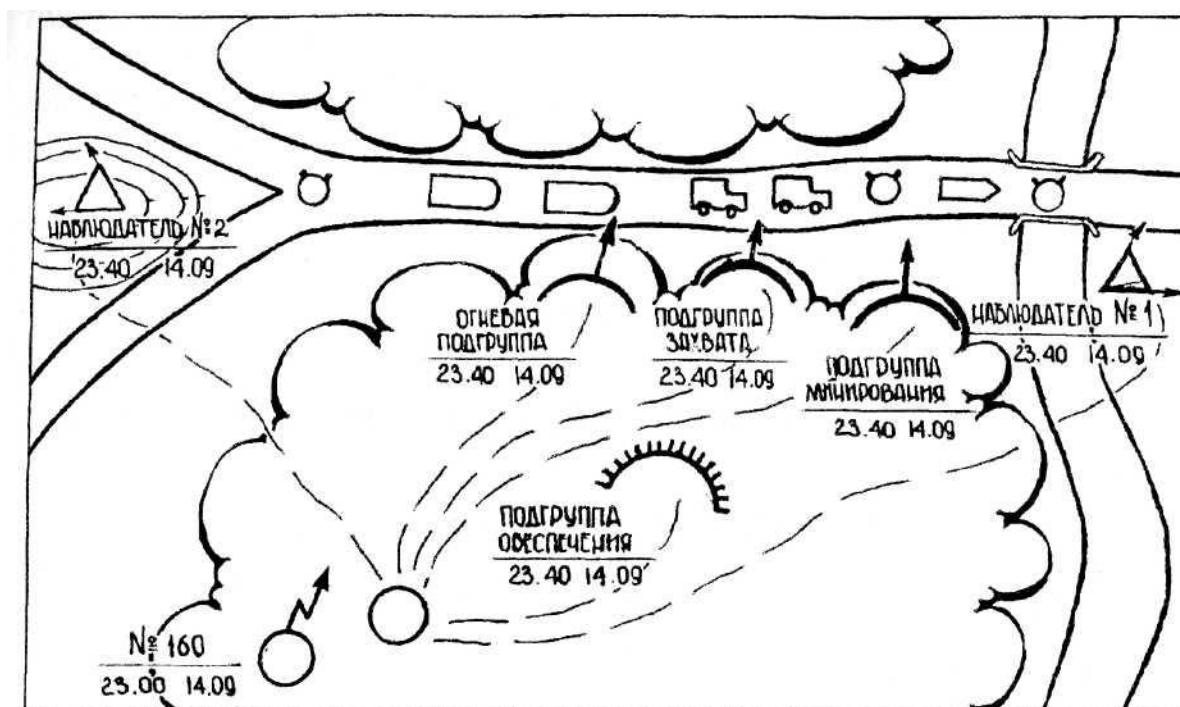 НАБЛЮДАТЕЛЬ №2
23.40 14.09
ОГНЕВАЯ
ПОДГРУППА
23.40 14.09
ПОДГРУППА
ЗАХВАТА
23.40 14.09
ПОДГРУППА
МИНИРОВАНИЯ
23.40 14.09
НАБЛЮДАТЕЛЬ №1
23.40 14.09
ПОДГРУППА
ОБЕСПЕЧЕНИЯ
23.40 14.09
№ 160
23.00 14.09